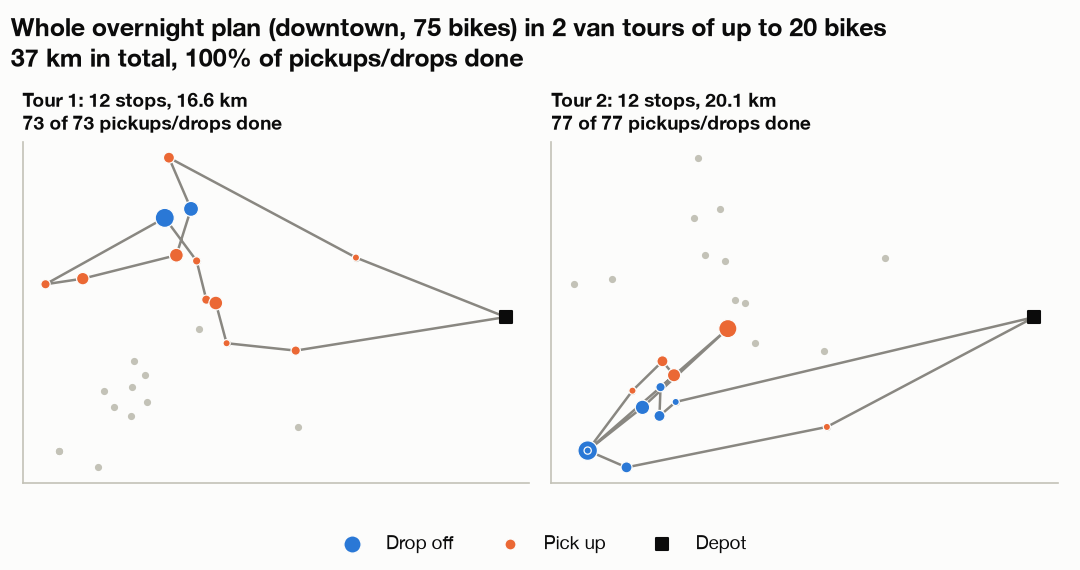 Whole overnight plan (downtown, 75 bikes) in 2 van tours of up to 20 bikes
37 km in total, 100% of pickups/drops done
Tour 1: 12 stops, 16.6 km
73 of 73 pickups/drops done
Tour 2: 12 stops, 20.1 km
77 of 77 pickups/drops done
Drop off
Pick up
Depot